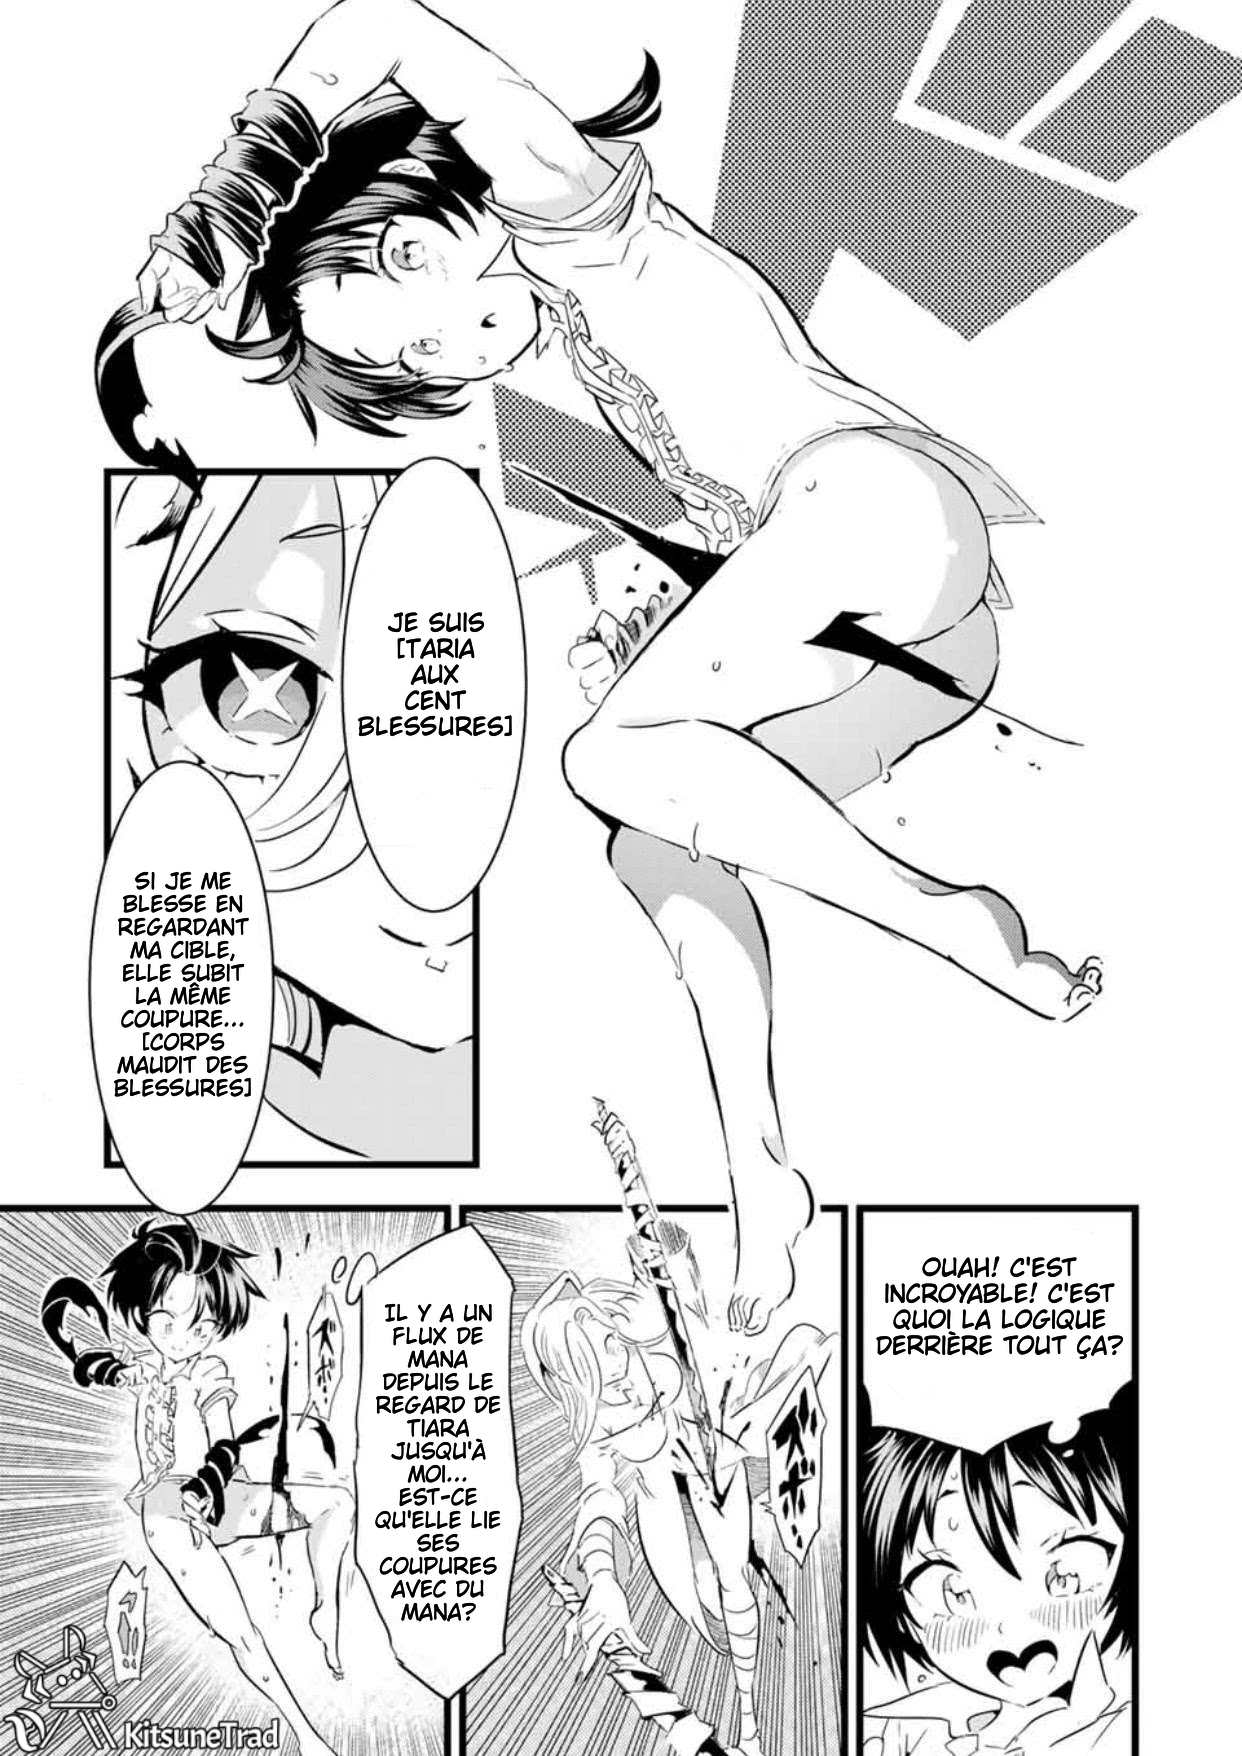 JE SUIS
[TARIA
AUX
CENT
BLESSURES]
SI JE ME
BLESSE EN
REGARDANT
MA CIBLE,
ELLE SUBIT
LA MÊME
COUPURE...
[CORPS
MAUDIT DES
BLESSURES]
OUAH! C'EST
INCROYABLE! C'EST
QUOI LA LOGIQUE
DERRIÈRE TOUT ÇA?
IL Y A UN
FLUX DE
MANA
DEPUIS LE
REGARD DE
TIARA
JUSQU'À
MOI...
EST-CE
QU'ELLE LIE
SES
COUPURES
AVEC DU
MANA?
KitsuneTrad